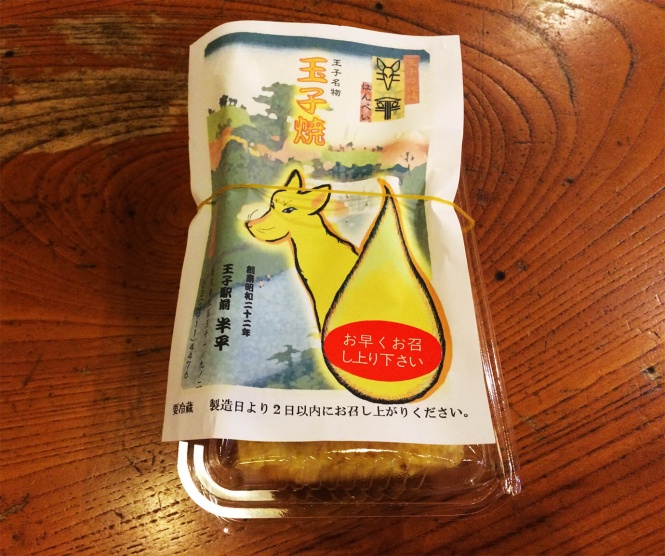 王子名物
玉子焼
はんぺい
創業昭和二十二年
王子駅前 半平
お早くお召
し上り下さい
要冷蔵 製造日より2日以内にお召し上がりください。